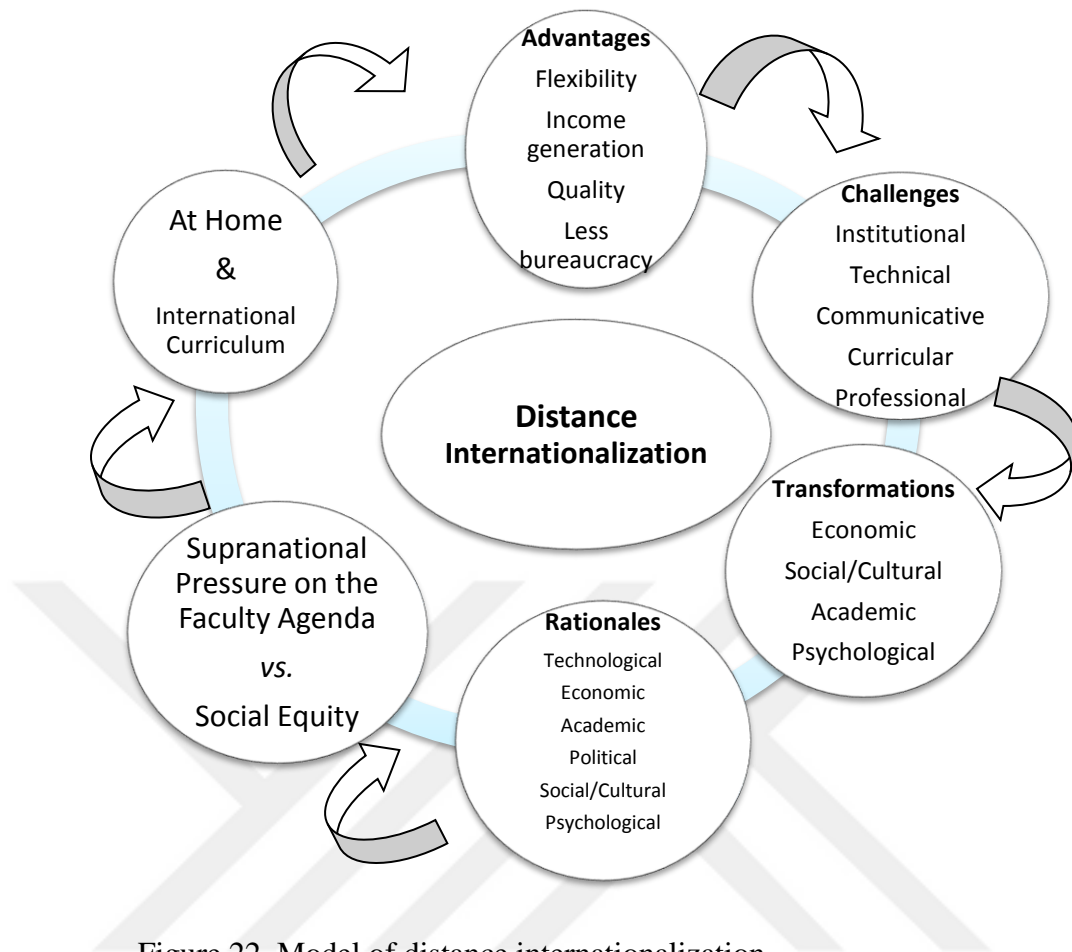 Advantages
Flexibility
Income
generation
Quality
Less
bureaucracy
Challenges
Institutional
Technical
Communicative
Curricular
Professional
Transformations
Economic
Social/Cultural
Academic
Psychological
Rationales
Technological
Economic
Academic
Political
Social/Cultural
Psychological
Supranational
Pressure on the
Faculty Agenda
vs.
Social Equity
At Home
&
International
Curriculum
Distance
Internationalization
Figure 22. Model of distance internationalization